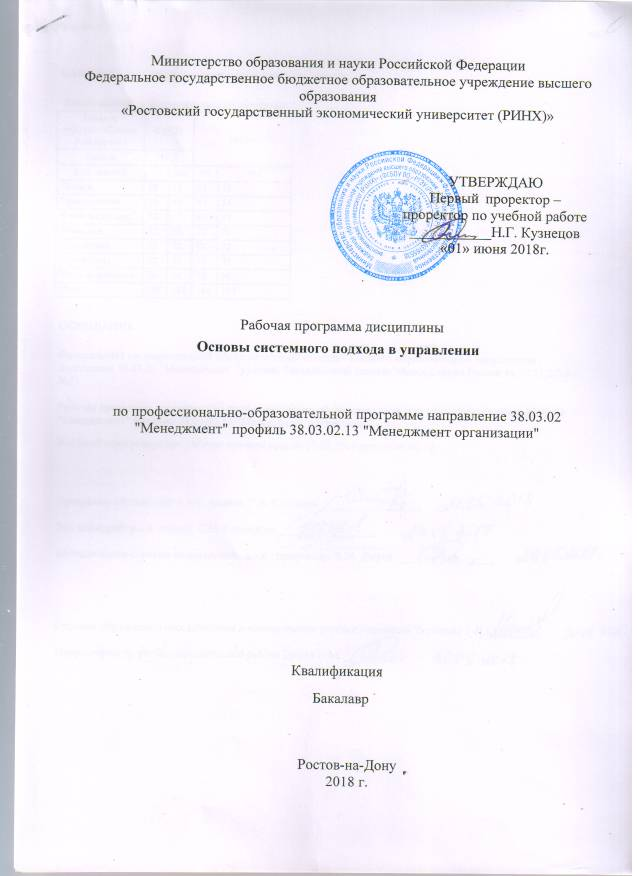 Министерство образования и науки Российской Федерации
Федеральное государственное бюджетное образовательное учреждение высшего
образования
«Ростовский государственный экономический университет (РИНХ)»
УТВЕРЖДАЮ
Первый проректор –
проректор по учебной работе
Н.Г. Кузнецов
«01» июня 2018г.
Рабочая программа дисциплины
Основы системного подхода в управлении
по профессионально-образовательной программе направление 38.03.02
"Менеджмент" профиль 38.03.02.13 "Менеджмент организации"
Квалификация
Бакалавр
Ростов-на-Дону
2018 г.